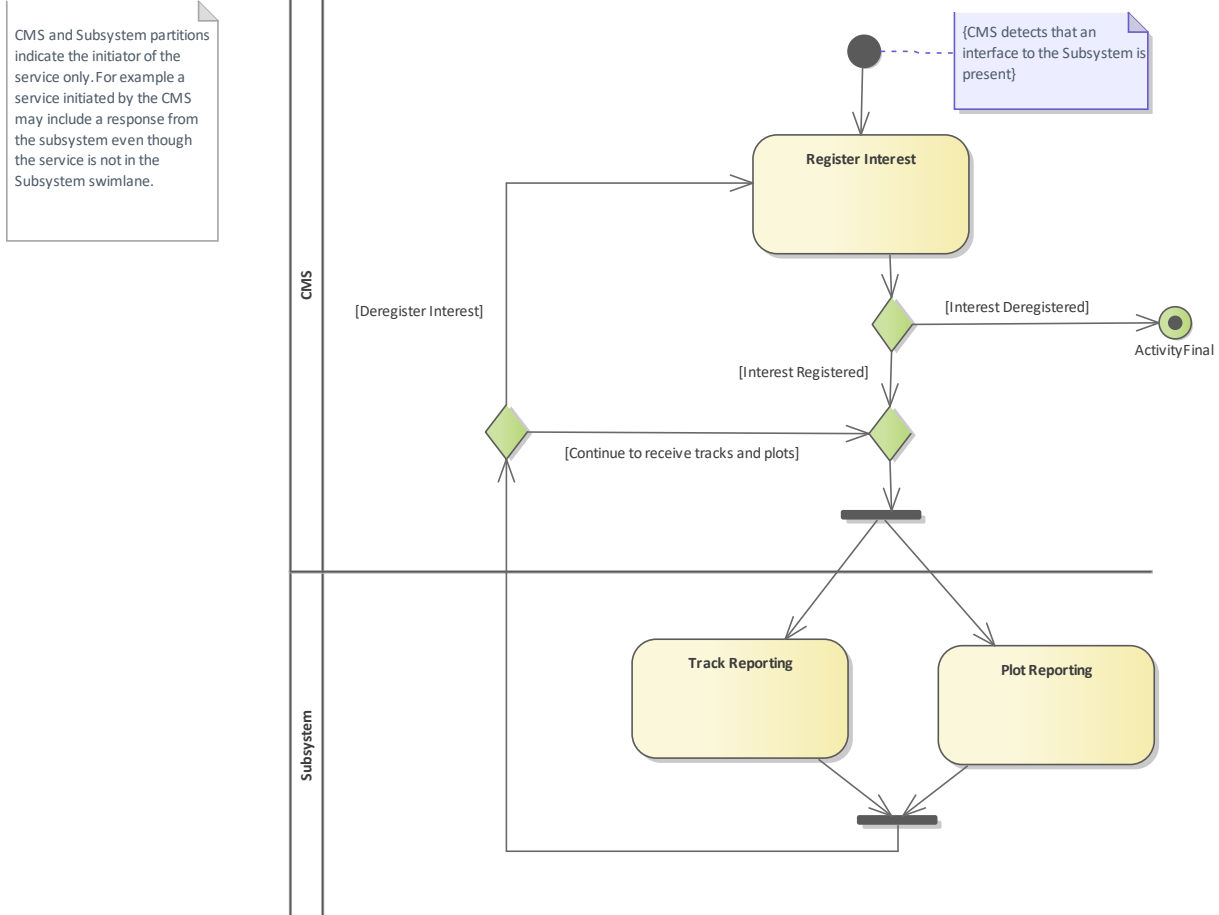 CMS and Subsystem partitions
indicate the initiator of the
service only. For example a
service initiated by the CMS
may include a response from
the subsystem even though
the service is not in the
Subsystem swimlane.
{CMS detects that an
interface to the Subsystem is
present}
Register Interest
CMS
[Deregister Interest]
[Interest Deregistered]
ActivityFinal
[Interest Registered]
[Continue to receive tracks and plots]
Subsystem
Track Reporting
Plot Reporting